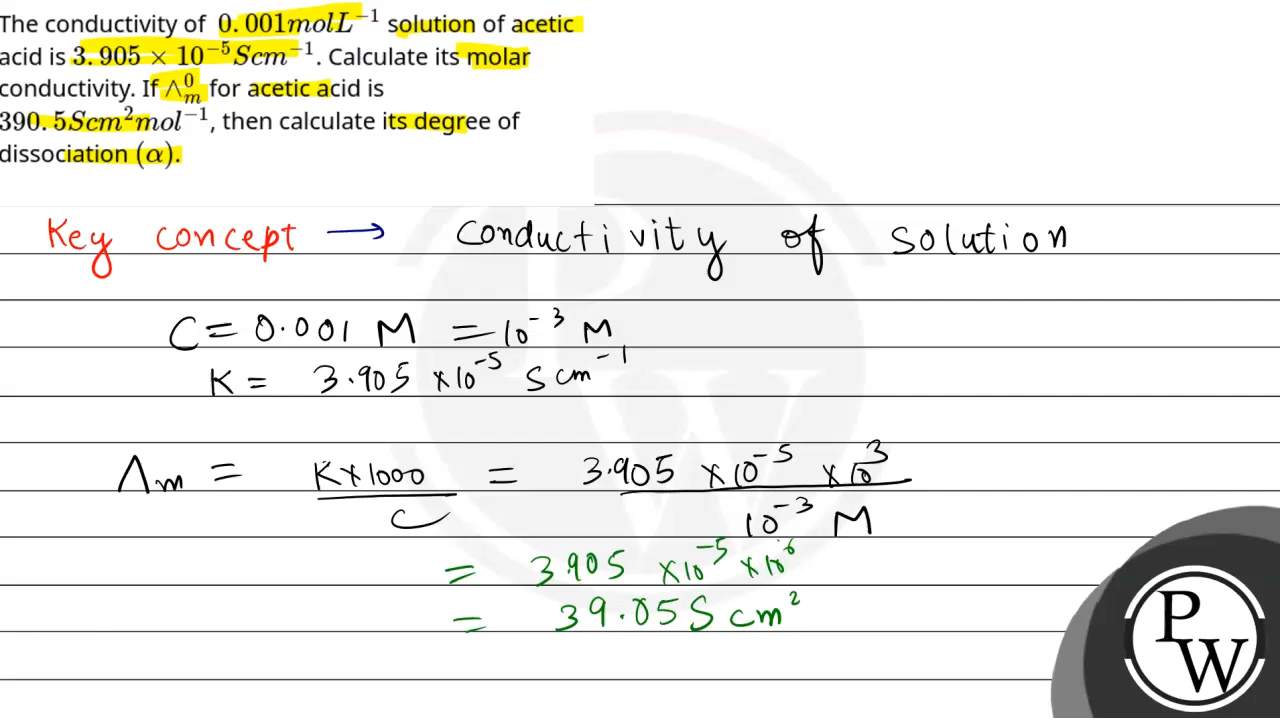 The conductivity of 0.001molL⁻¹ solution of acetic
acid is 3.905 × 10⁻⁵Scm⁻¹. Calculate its molar
conductivity. If ∧⁰ₘ for acetic acid is
390.5Scm²mol⁻¹, then calculate its degree of
dissociation (α).
Key concept → Conductivity of solution
C = 0.001 M = 10⁻³ M
K = 3.905 ×10⁻⁵ S cm⁻¹
Λm = K×1000 / C = 3.905 ×10⁻⁵ ×10³ / 10⁻³ M
= 3.905 ×10⁻⁵ ×10⁶
= 39.05 S cm²
PW
PW